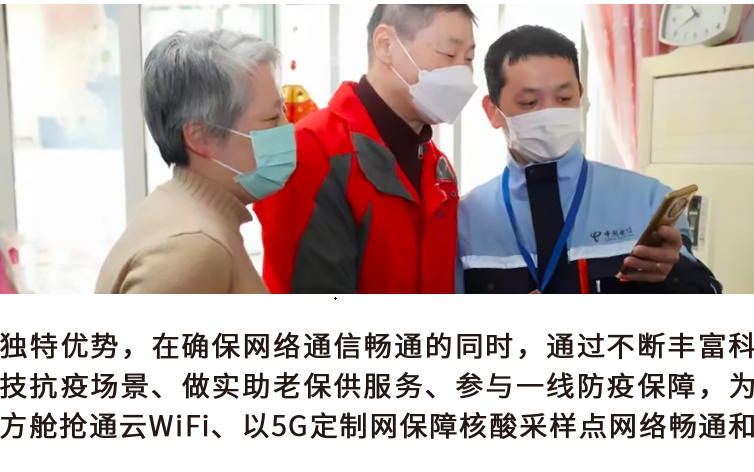 中国电信
独特优势，在确保网络通信畅通的同时，通过不断丰富科
技抗疫场景、做实助老保供服务、参与一线防疫保障，为
方舱抢通云WiFi、以5G定制网保障核酸采样点网络畅通和